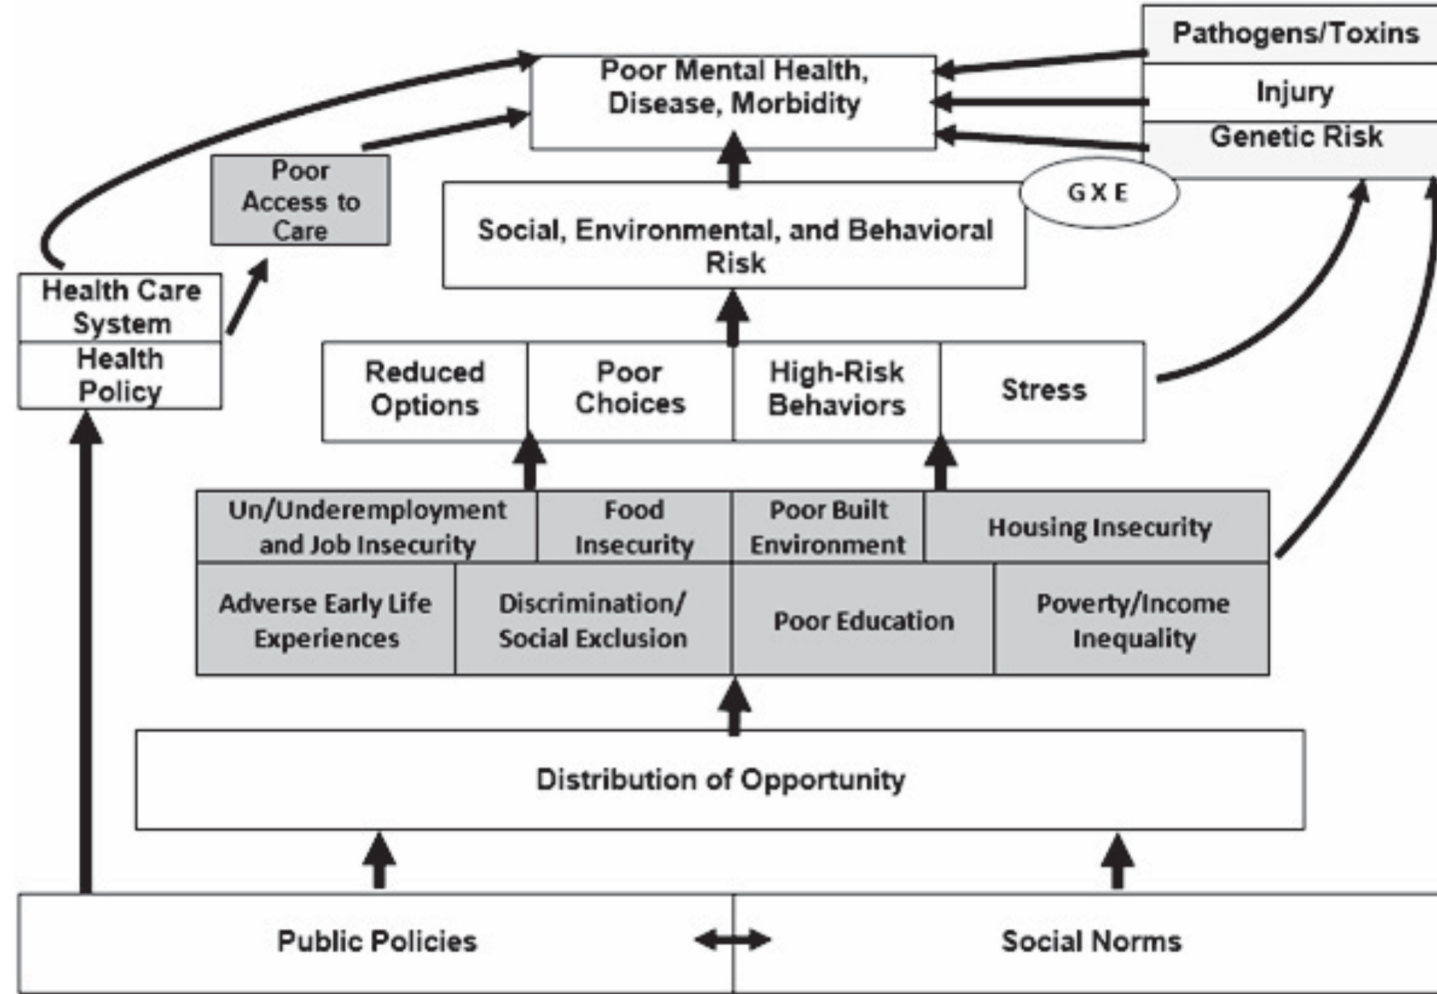 Pathogens/Toxins
Poor Mental Health,
Disease, Morbidity
Injury
Genetic Risk
Poor
Access to
Care
G X E
Social, Environmental, and Behavioral
Risk
Health Care
System
Health
Policy
Reduced
Options
Poor
Choices
High-Risk
Behaviors
Stress
Un/Underemployment
and Job Insecurity
Food
Insecurity
Poor Built
Environment
Housing Insecurity
Adverse Early Life
Experiences
Discrimination/
Social Exclusion
Poor Education
Poverty/Income
Inequality
Distribution of Opportunity
Public Policies
Social Norms